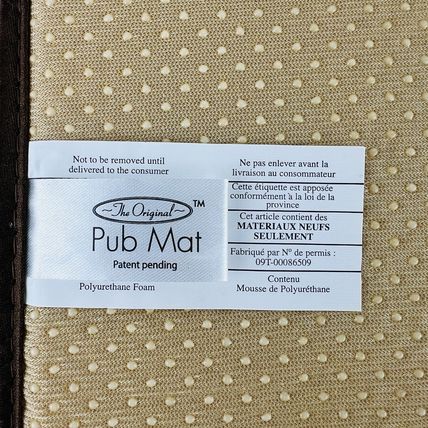 Not to be removed until
delivered to the consumer
~The Original~ TM
Pub Mat
Patent pending
Polyurethane Foam
Ne pas enlever avant la
livraison au consommateur
Cette étiquette est apposée
conformément à la loi de la
province
Cet article contient des
MATERIAUX NEUFS
SEULEMENT
Fabriqué par Nº de permis :
09T-00086509
Contenu
Mousse de Polyuréthane